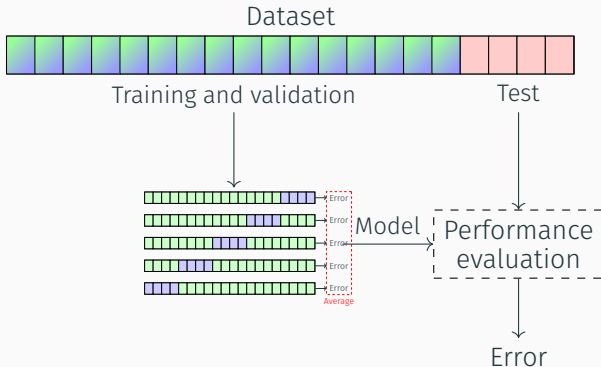 Dataset
Training and validation
Test
Error
Error
Error
Error
Error
Average
Model
Performance
evaluation
Error